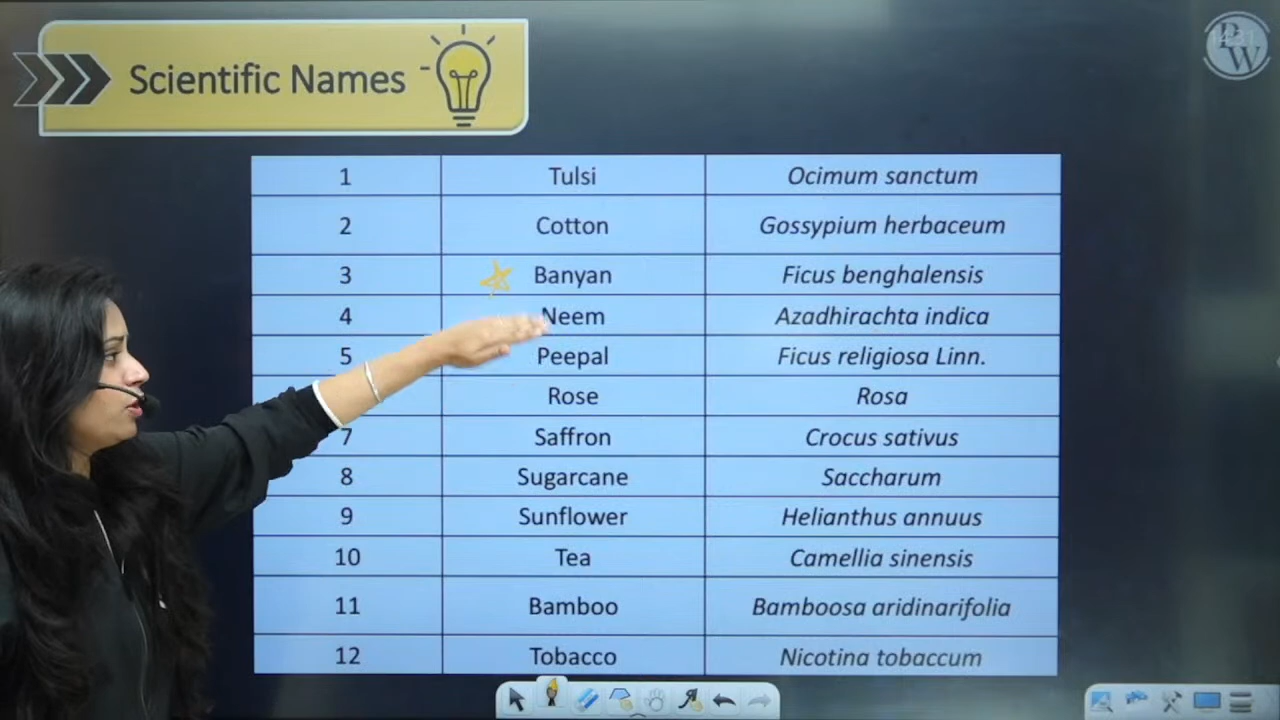 Scientific Names
PW
1 Tulsi Ocimum sanctum
2 Cotton Gossypium herbaceum
3 Banyan Ficus benghalensis
4 Neem Azadhirachta indica
5 Peepal Ficus religiosa Linn.
Rose Rosa
7 Saffron Crocus sativus
8 Sugarcane Saccharum
9 Sunflower Helianthus annuus
10 Tea Camellia sinensis
11 Bamboo Bamboosa aridinarifolia
12 Tobacco Nicotina tobaccum